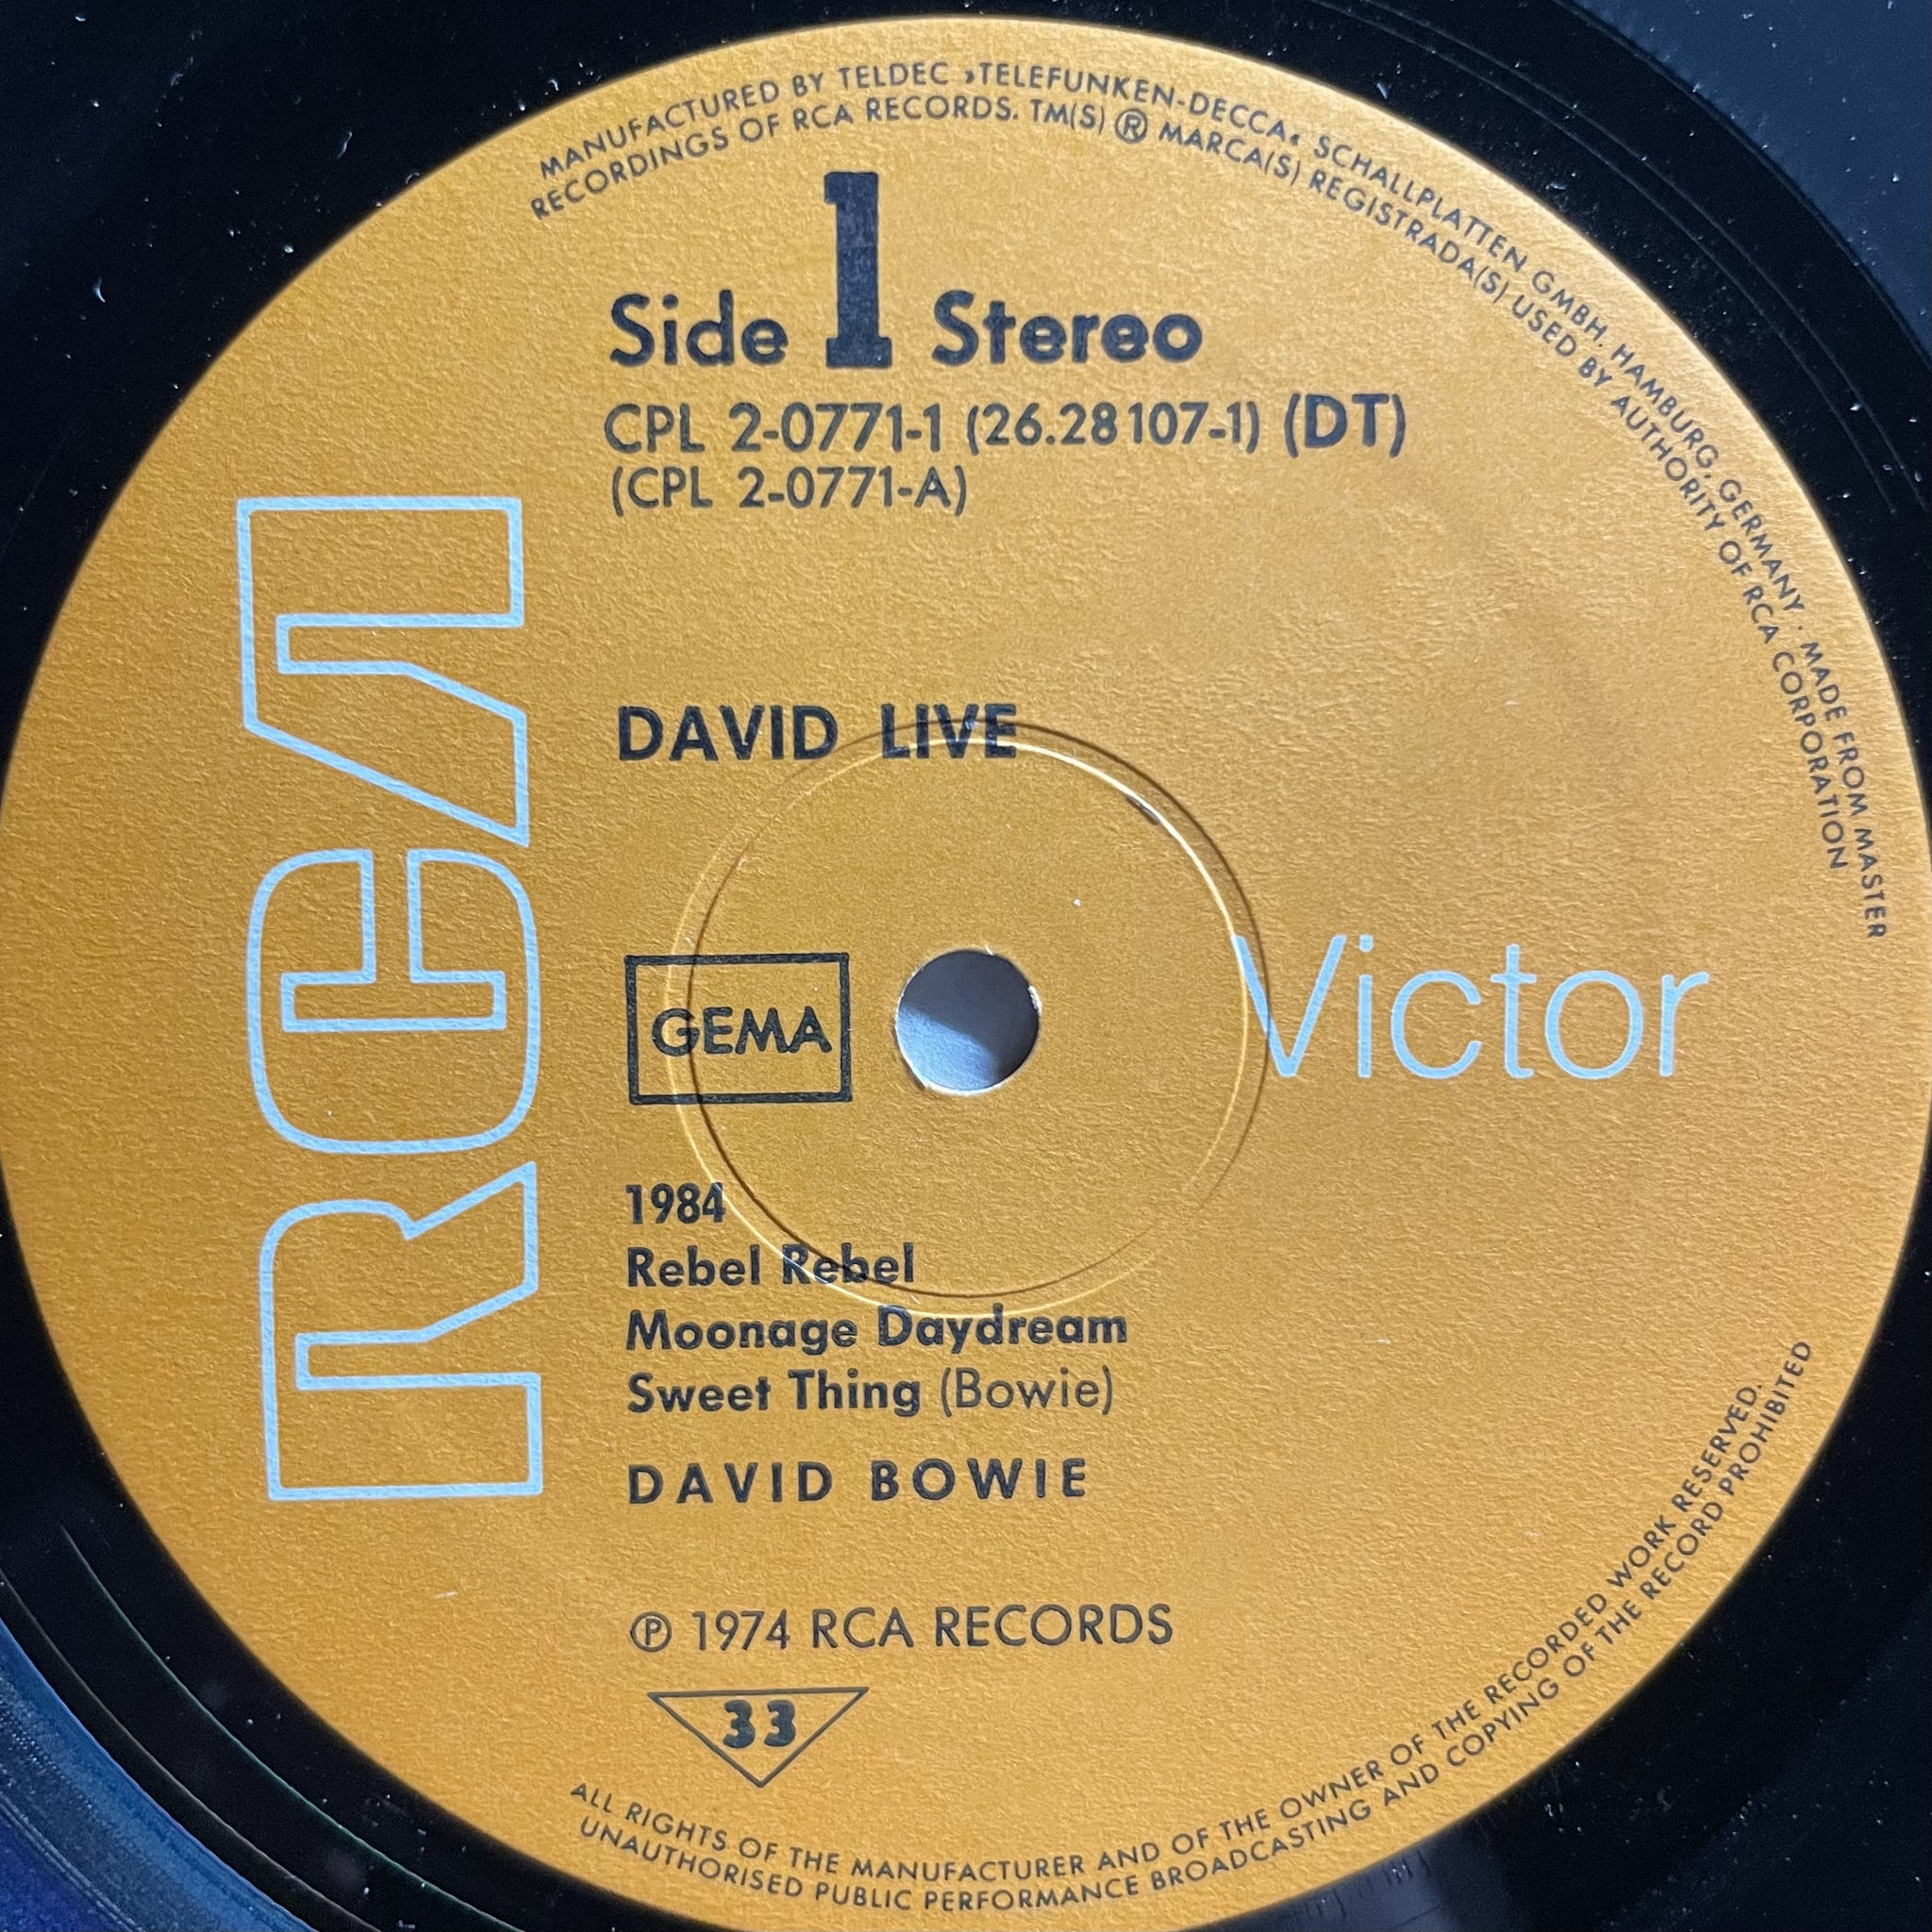 MANUFACTURED BY TELDEC »TELEFUNKEN-DECCA« SCHALLPLATTEN GMBH. HAMBURG, GERMANY · MADE FROM MASTER
RECORDINGS OF RCA RECORDS. TM(S) ® MARCA(S) REGISTRADA(S) USED BY AUTHORITY OF RCA CORPORATION
Side 1 Stereo
CPL 2-0771-1 (26.28107-1) (DT)
(CPL 2-0771-A)
RCA
DAVID LIVE
GEMA
Victor
1984
Rebel Rebel
Moonage Daydream
Sweet Thing (Bowie)
DAVID BOWIE
℗ 1974 RCA RECORDS
33
ALL RIGHTS OF THE MANUFACTURER AND OF THE OWNER OF THE RECORDED WORK RESERVED.
UNAUTHORISED PUBLIC PERFORMANCE BROADCASTING AND COPYING OF THE RECORD PROHIBITED